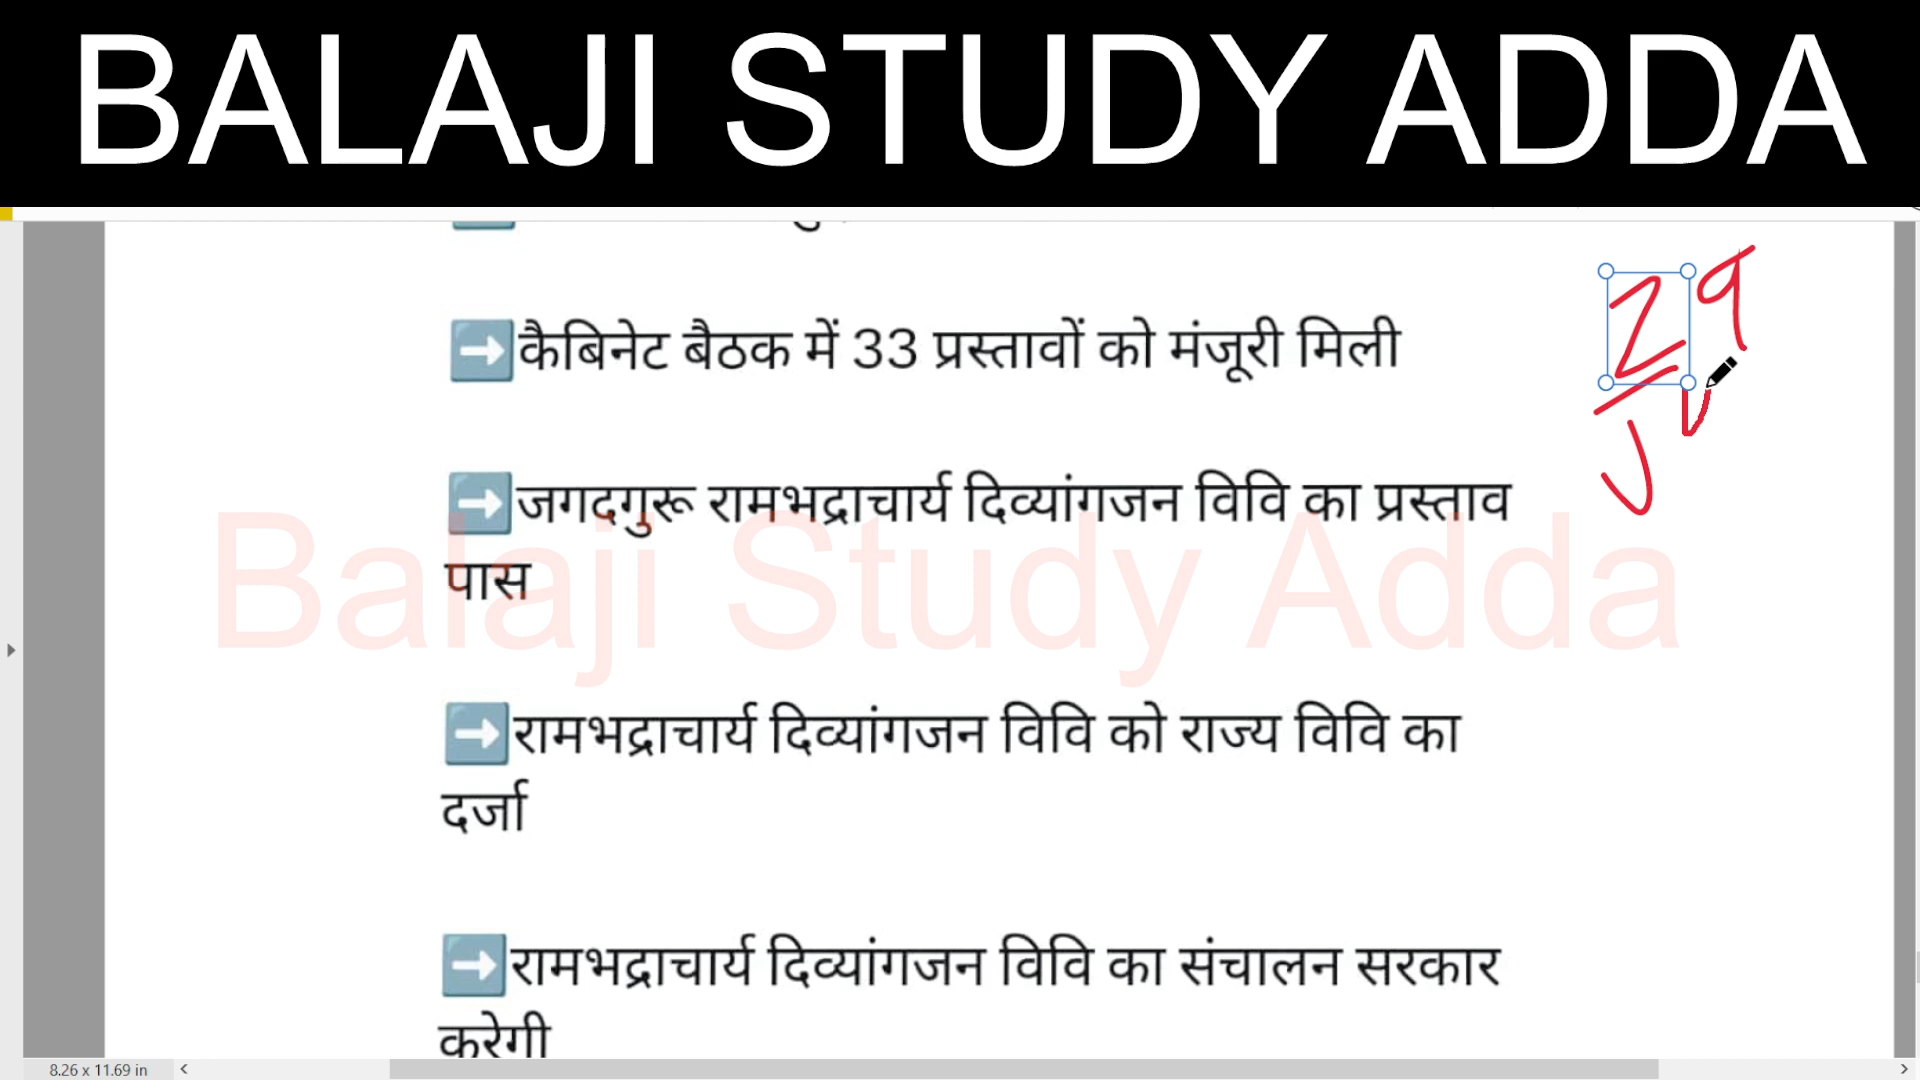 BALAJI STUDY ADDA
29
➡️कैबिनेट बैठक में 33 प्रस्तावों को मंजूरी मिली
➡️जगदगुरू रामभद्राचार्य दिव्यांगजन विवि का प्रस्ताव
पास
Balaji Study Adda
➡️रामभद्राचार्य दिव्यांगजन विवि को राज्य विवि का
दर्जा
➡️रामभद्राचार्य दिव्यांगजन विवि का संचालन सरकार
करेगी
8.26 x 11.69 in